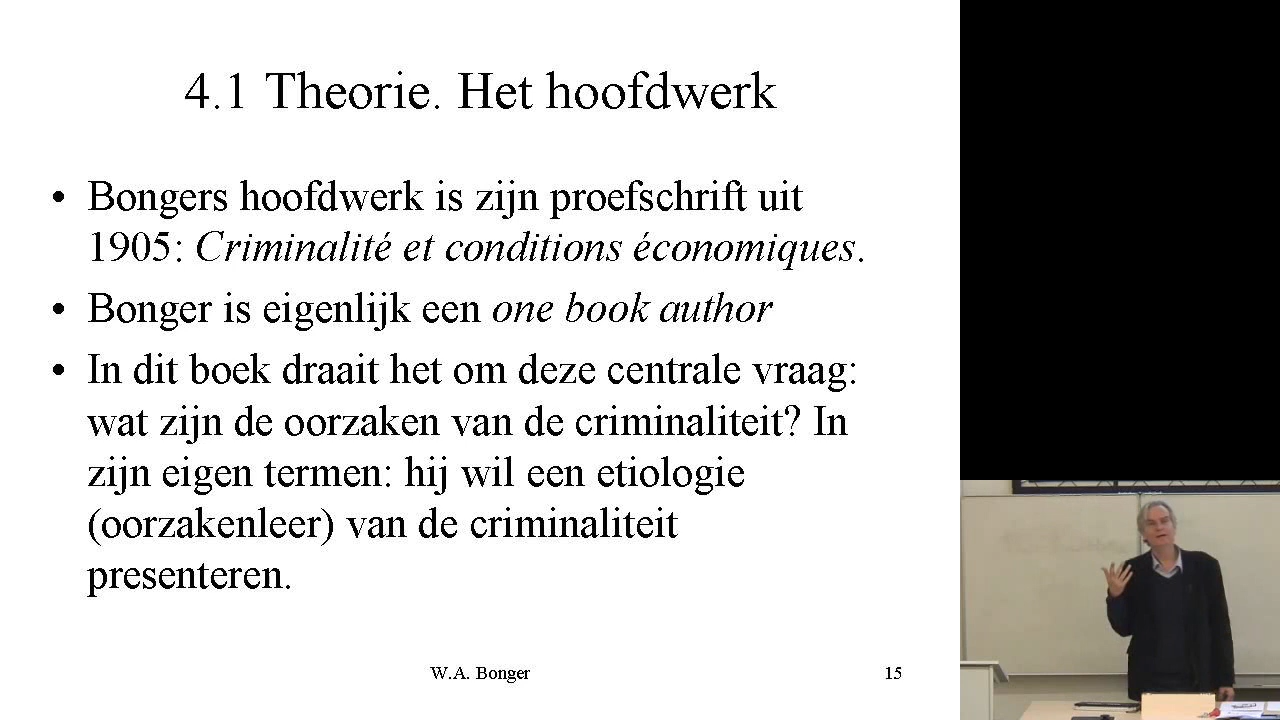 4.1 Theorie. Het hoofdwerk
• Bongers hoofdwerk is zijn proefschrift uit
1905: Criminalité et conditions économiques.
• Bonger is eigenlijk een one book author
• In dit boek draait het om deze centrale vraag:
wat zijn de oorzaken van de criminaliteit? In
zijn eigen termen: hij wil een etiologie
(oorzakenleer) van de criminaliteit
presenteren.
W.A. Bonger
15